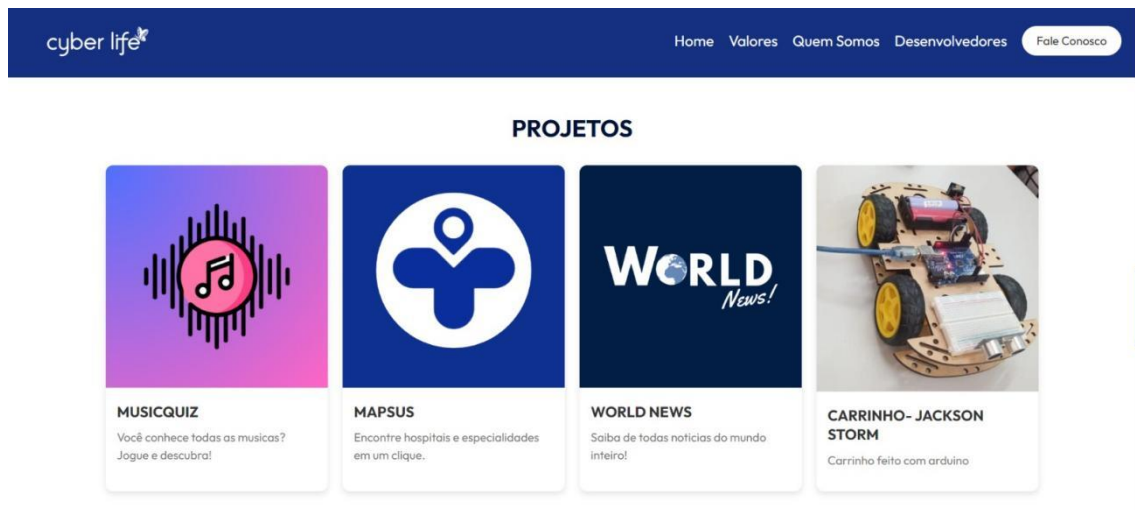 cyber life
Home Valores Quem Somos Desenvolvedores Fale Conosco
PROJETOS
WORLD
News!
MUSICQUIZ
Você conhece todas as musicas?
Jogue e descubra!
MAPSUS
Encontre hospitais e especialidades
em um clique.
WORLD NEWS
Saiba de todas noticias do mundo
inteiro!
CARRINHO- JACKSON
STORM
Carrinho feito com arduino